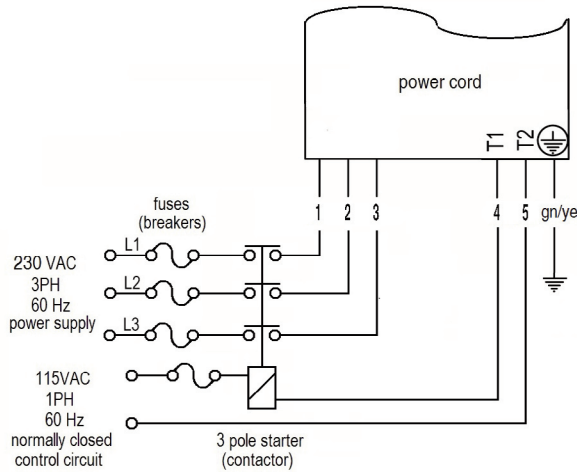 power cord
T1
T2
1
2
3
4
5
gn/ye
fuses
(breakers)
L1
L2
L3
230 VAC
3PH
60 Hz
power supply
115VAC
1PH
60 Hz
normally closed
control circuit
3 pole starter
(contactor)